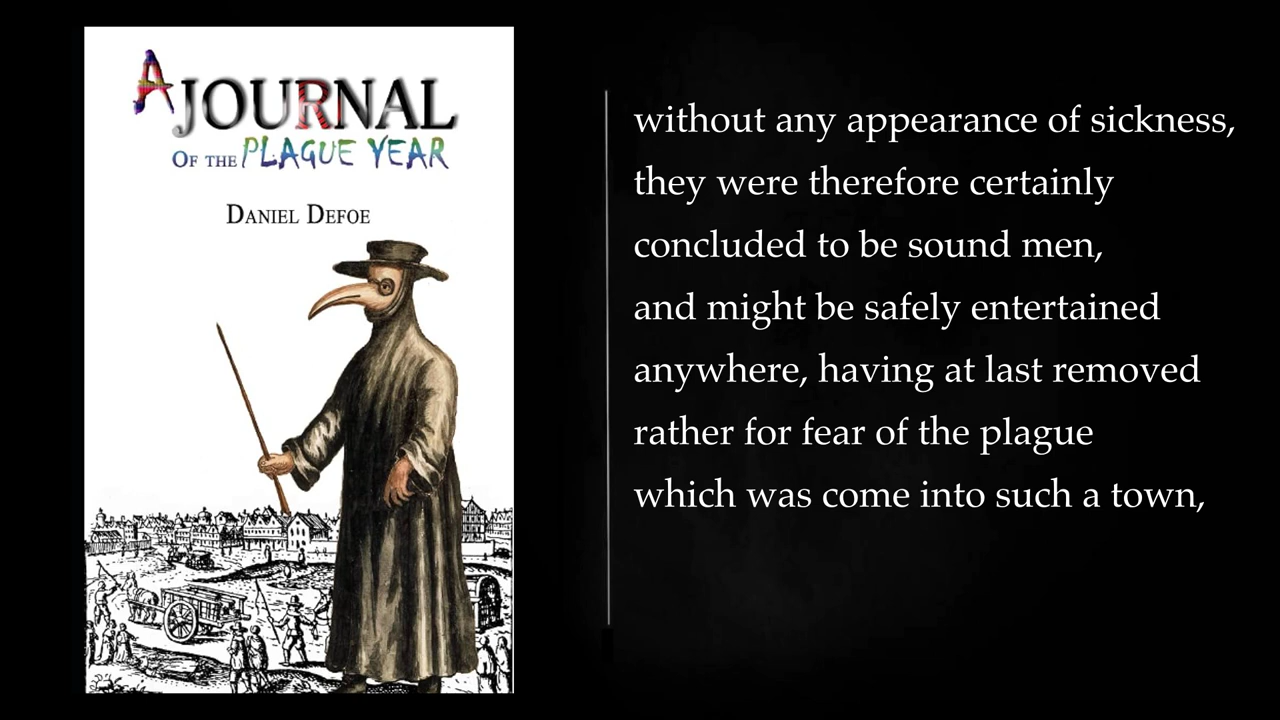 A JOURNAL
OF THE PLAGUE YEAR
DANIEL DEFOE
without any appearance of sickness,
they were therefore certainly
concluded to be sound men,
and might be safely entertained
anywhere, having at last removed
rather for fear of the plague
which was come into such a town,